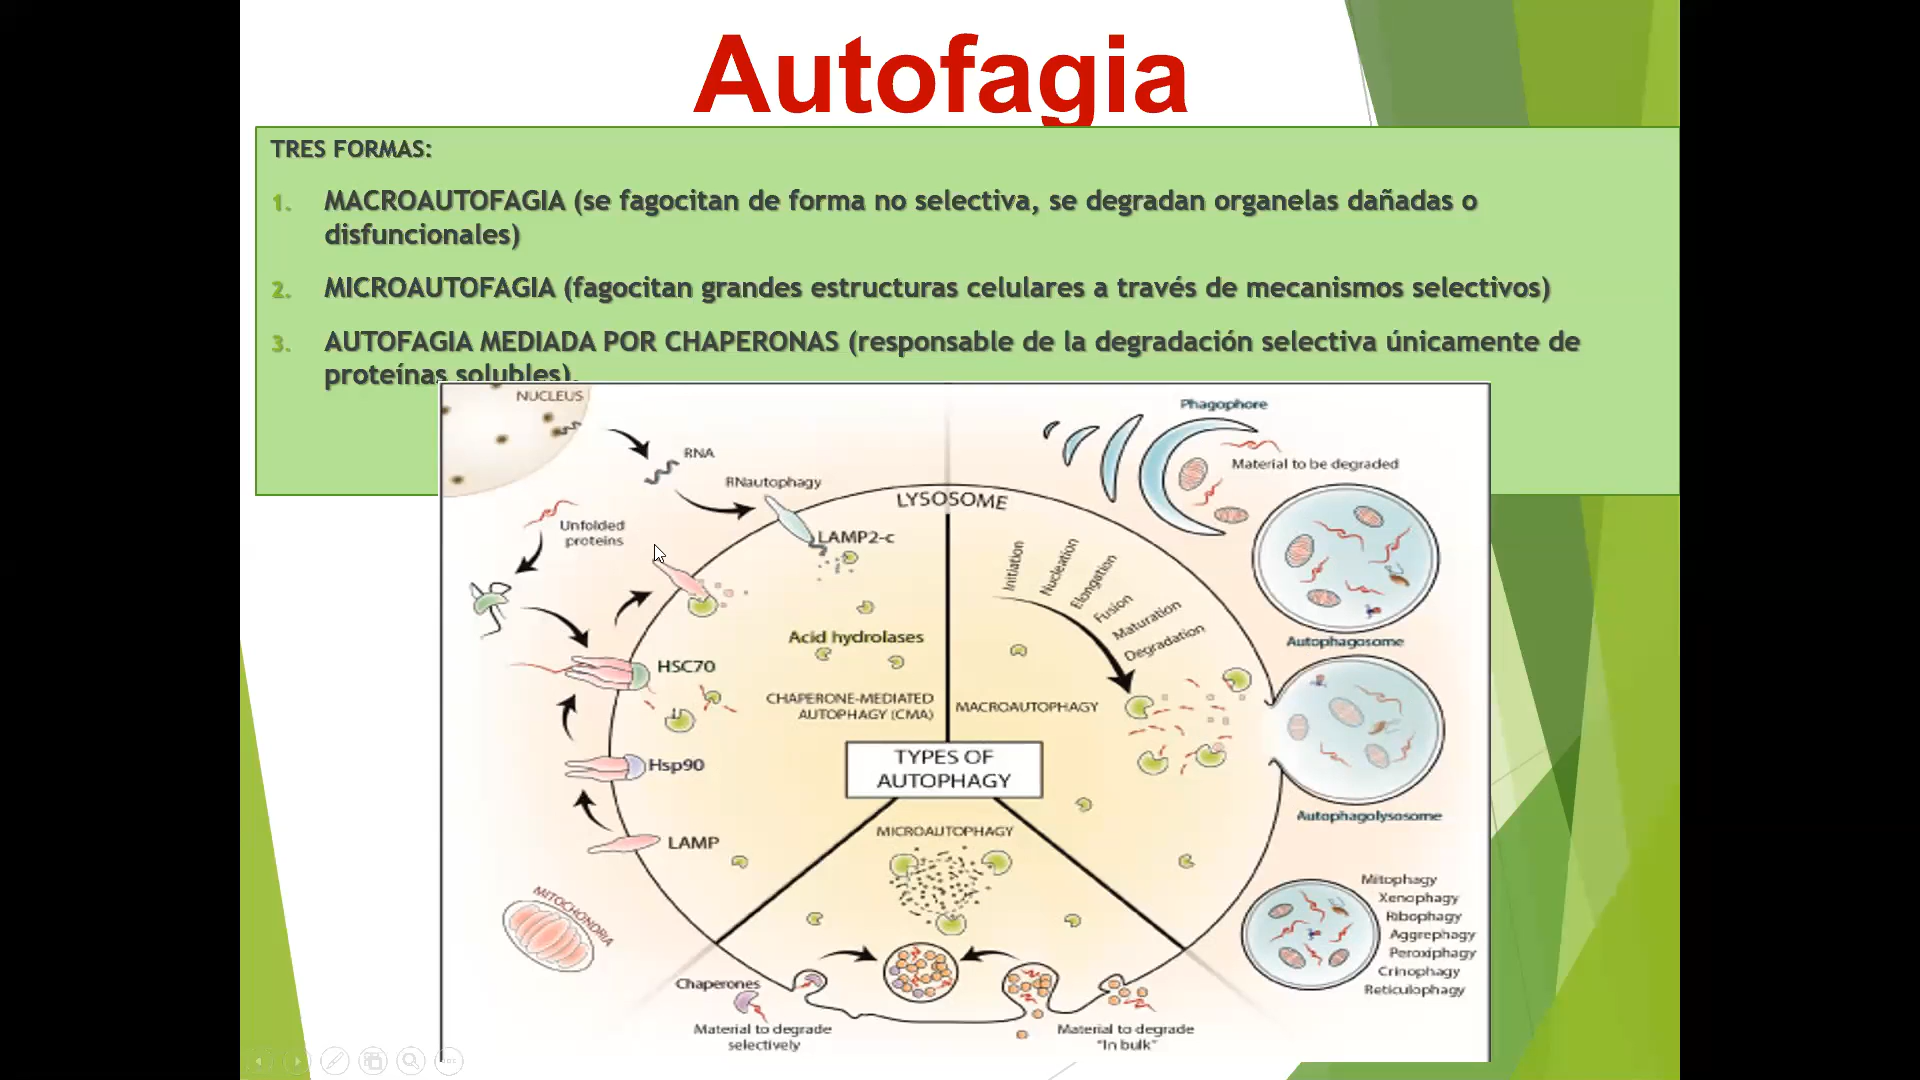 Autofagia
TRES FORMAS:
1. MACROAUTOFAGIA (se fagocitan de forma no selectiva, se degradan organelas dañadas o
disfuncionales)
2. MICROAUTOFAGIA (fagocitan grandes estructuras celulares a través de mecanismos selectivos)
3. AUTOFAGIA MEDIADA POR CHAPERONAS (responsable de la degradación selectiva únicamente de
proteínas solubles).
NUCLEUS
RNA
RNautophagy
Unfolded
proteins
LYSOSOME
LAMP2-c
Acid hydrolases
HSC70
CHAPERONE-MEDIATED
AUTOPHAGY (CMA)
Hsp90
LAMP
MITOCHONDRIA
Phagophore
Material to be degraded
Initiation
Nucleation
Elongation
Fusion
Maturation
Degradation
MACROAUTOPHAGY
Autophagosome
Autophagolysosome
TYPES OF
AUTOPHAGY
MICROAUTOPHAGY
Chaperones
Material to degrade
selectively
Material to degrade
"In bulk"
Mitophagy
Xenophagy
Ribophagy
Aggrephagy
Peroxiphagy
Crinophagy
Reticulophagy